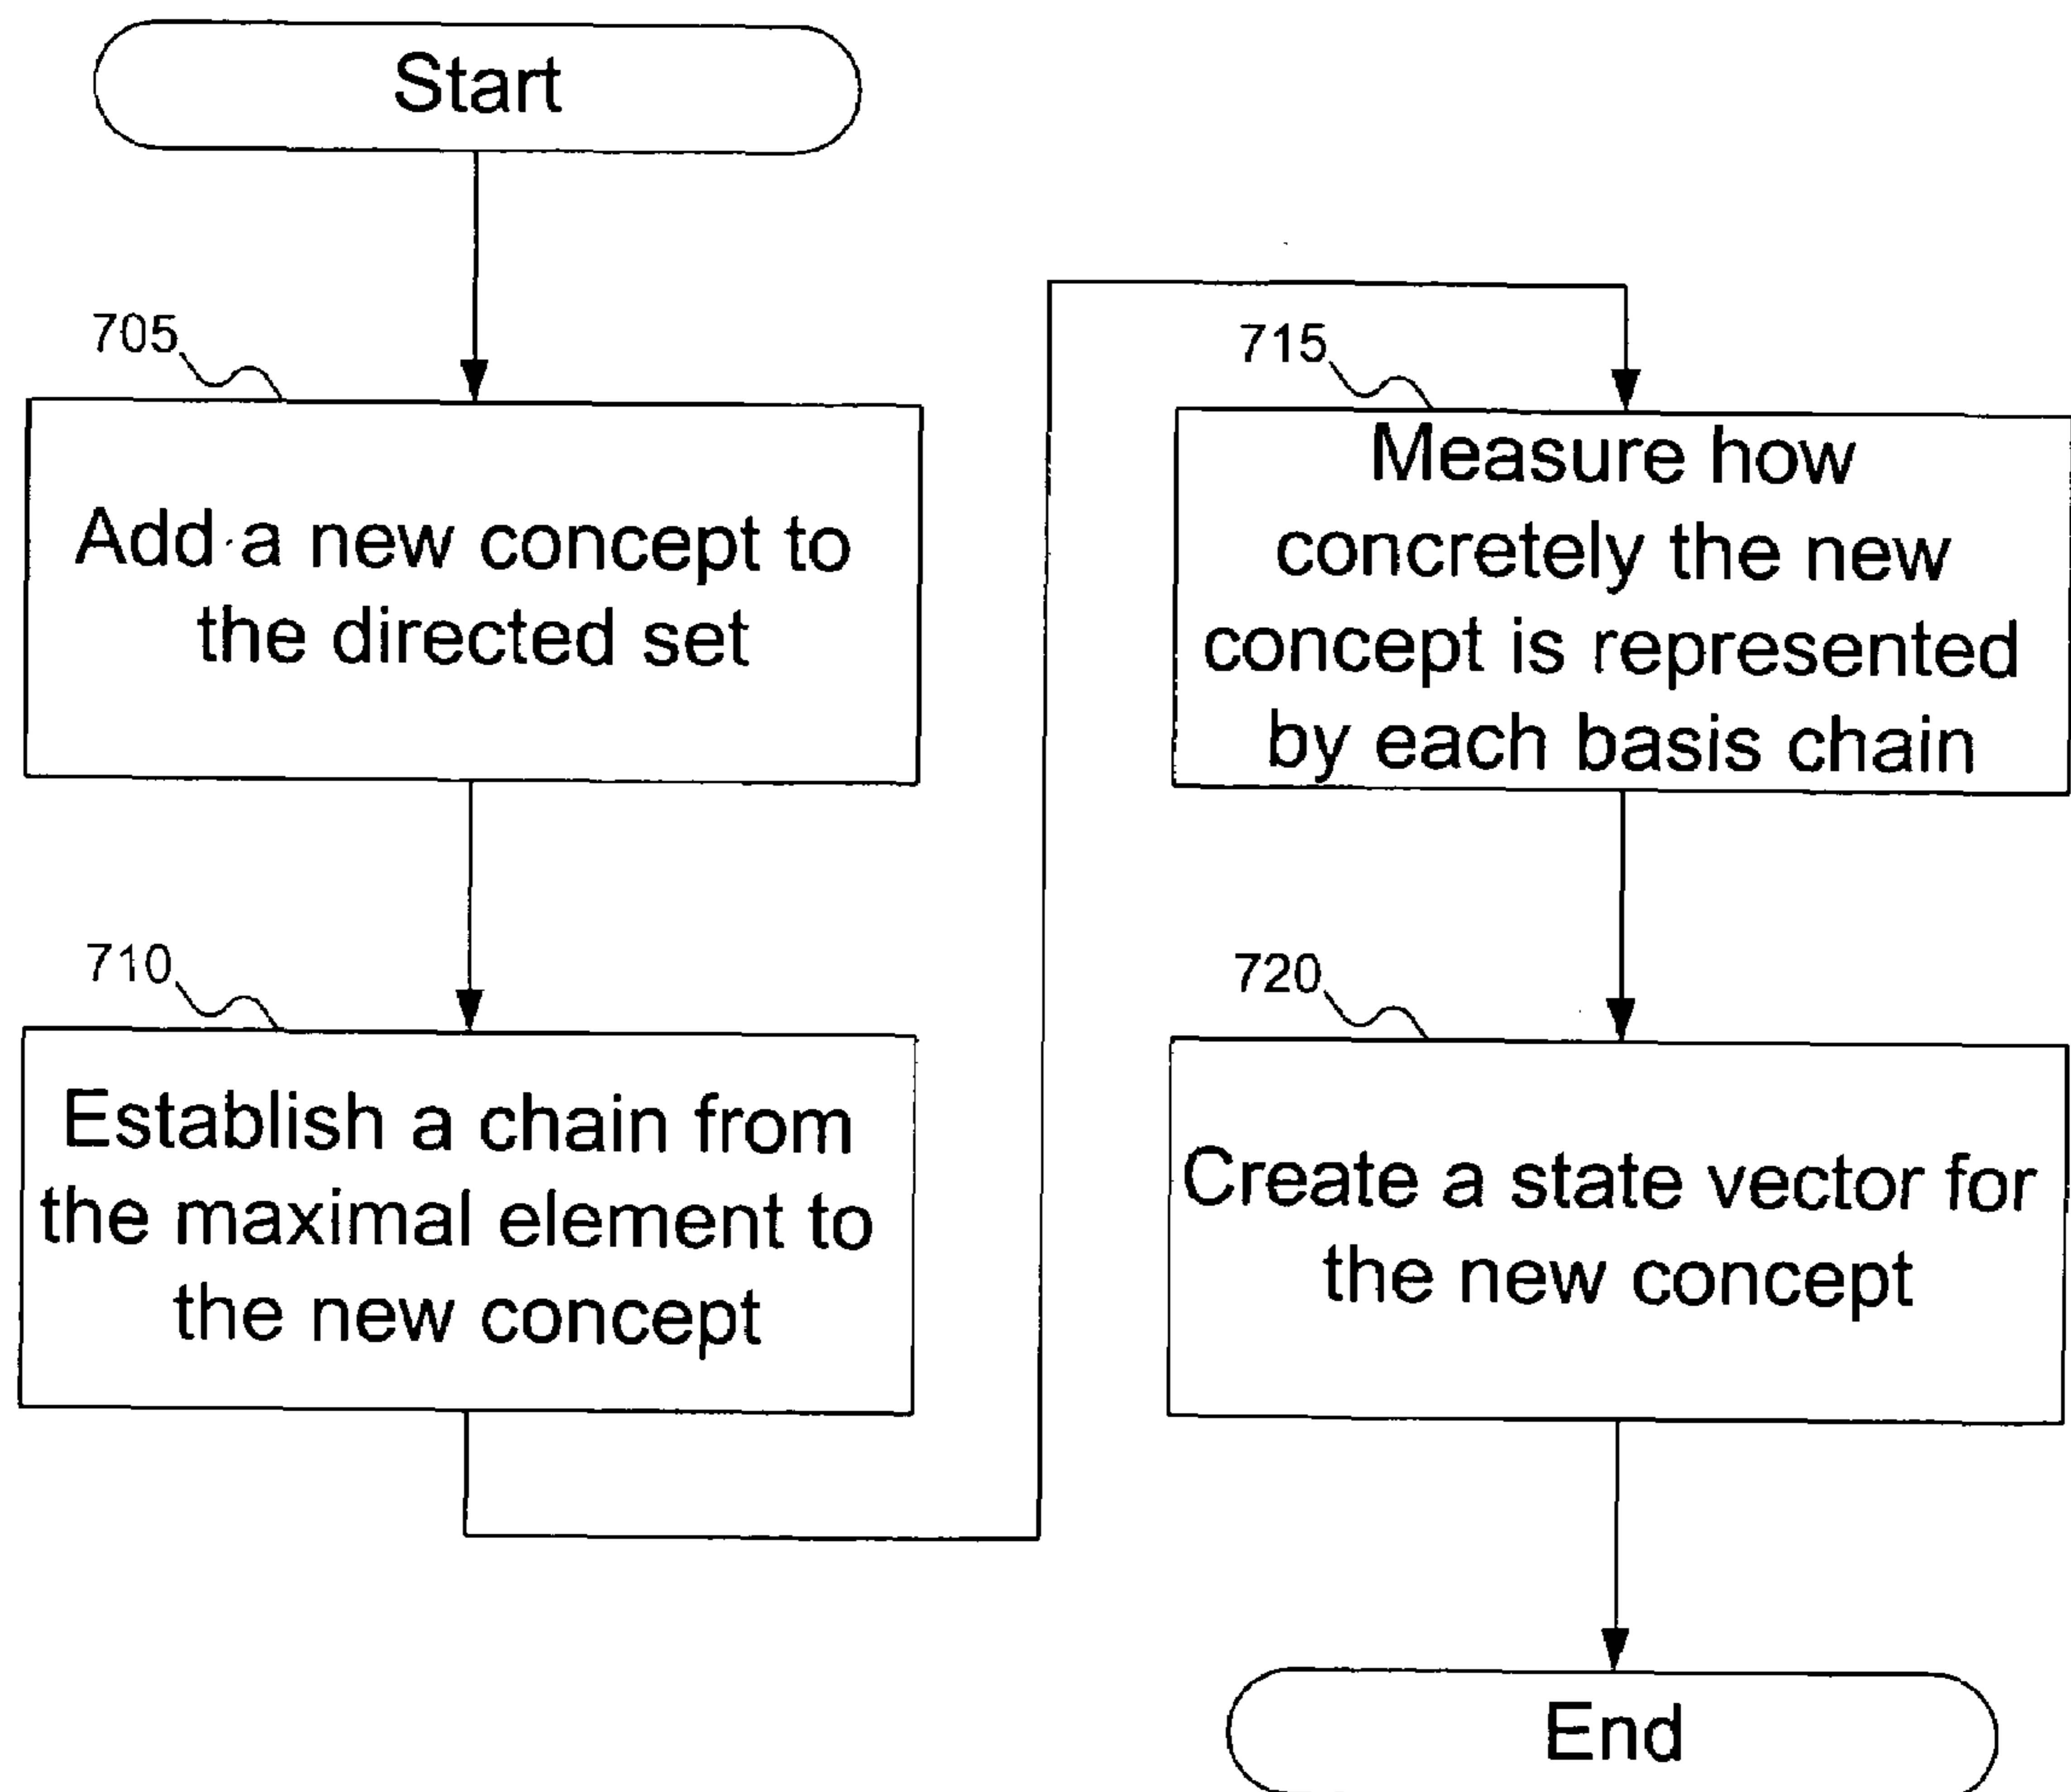 Start
705
Add a new concept to
the directed set
710
Establish a chain from
the maximal element to
the new concept
715
Measure how
concretely the new
concept is represented
by each basis chain
720
Create a state vector for
the new concept
End